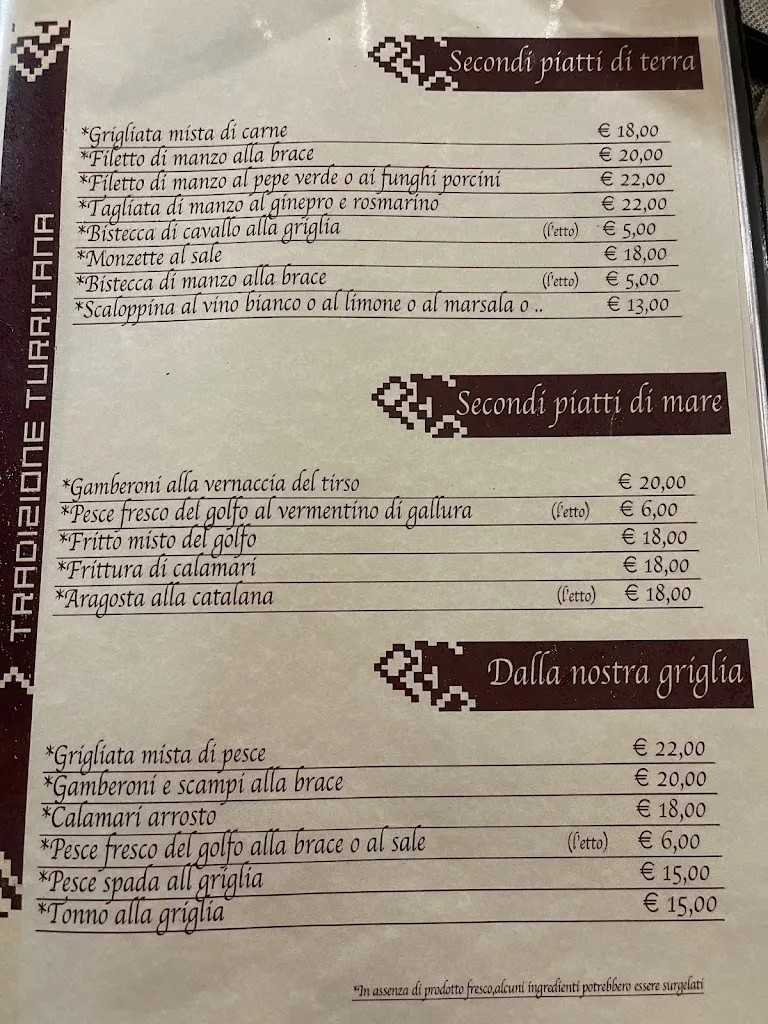 TRADIZIONE TURRITANA
Secondi piatti di terra
*Grigliata mista di carne € 18,00
*Filetto di manzo alla brace € 20,00
*Filetto di manzo al pepe verde o ai funghi porcini € 22,00
*Tagliata di manzo al ginepro e rosmarino € 22,00
*Bistecca di cavallo alla griglia (l'etto) € 5,00
*Monzette al sale € 18,00
*Bistecca di manzo alla brace (l'etto) € 5,00
*Scaloppina al vino bianco o al limone o al marsala o .. € 13,00
Secondi piatti di mare
*Gamberoni alla vernaccia del tirso € 20,00
*Pesce fresco del golfo al vermentino di gallura (l'etto) € 6,00
*Fritto misto del golfo € 18,00
*Frittura di calamari € 18,00
*Aragosta alla catalana (l'etto) € 18,00
Dalla nostra griglia
*Grigliata mista di pesce € 22,00
*Gamberoni e scampi alla brace € 20,00
*Calamari arrosto € 18,00
*Pesce fresco del golfo alla brace o al sale (l'etto) € 6,00
*Pesce spada all griglia € 15,00
*Tonno alla griglia € 15,00
*In assenza di prodotto fresco,alcuni ingredienti potrebbero essere surgelati